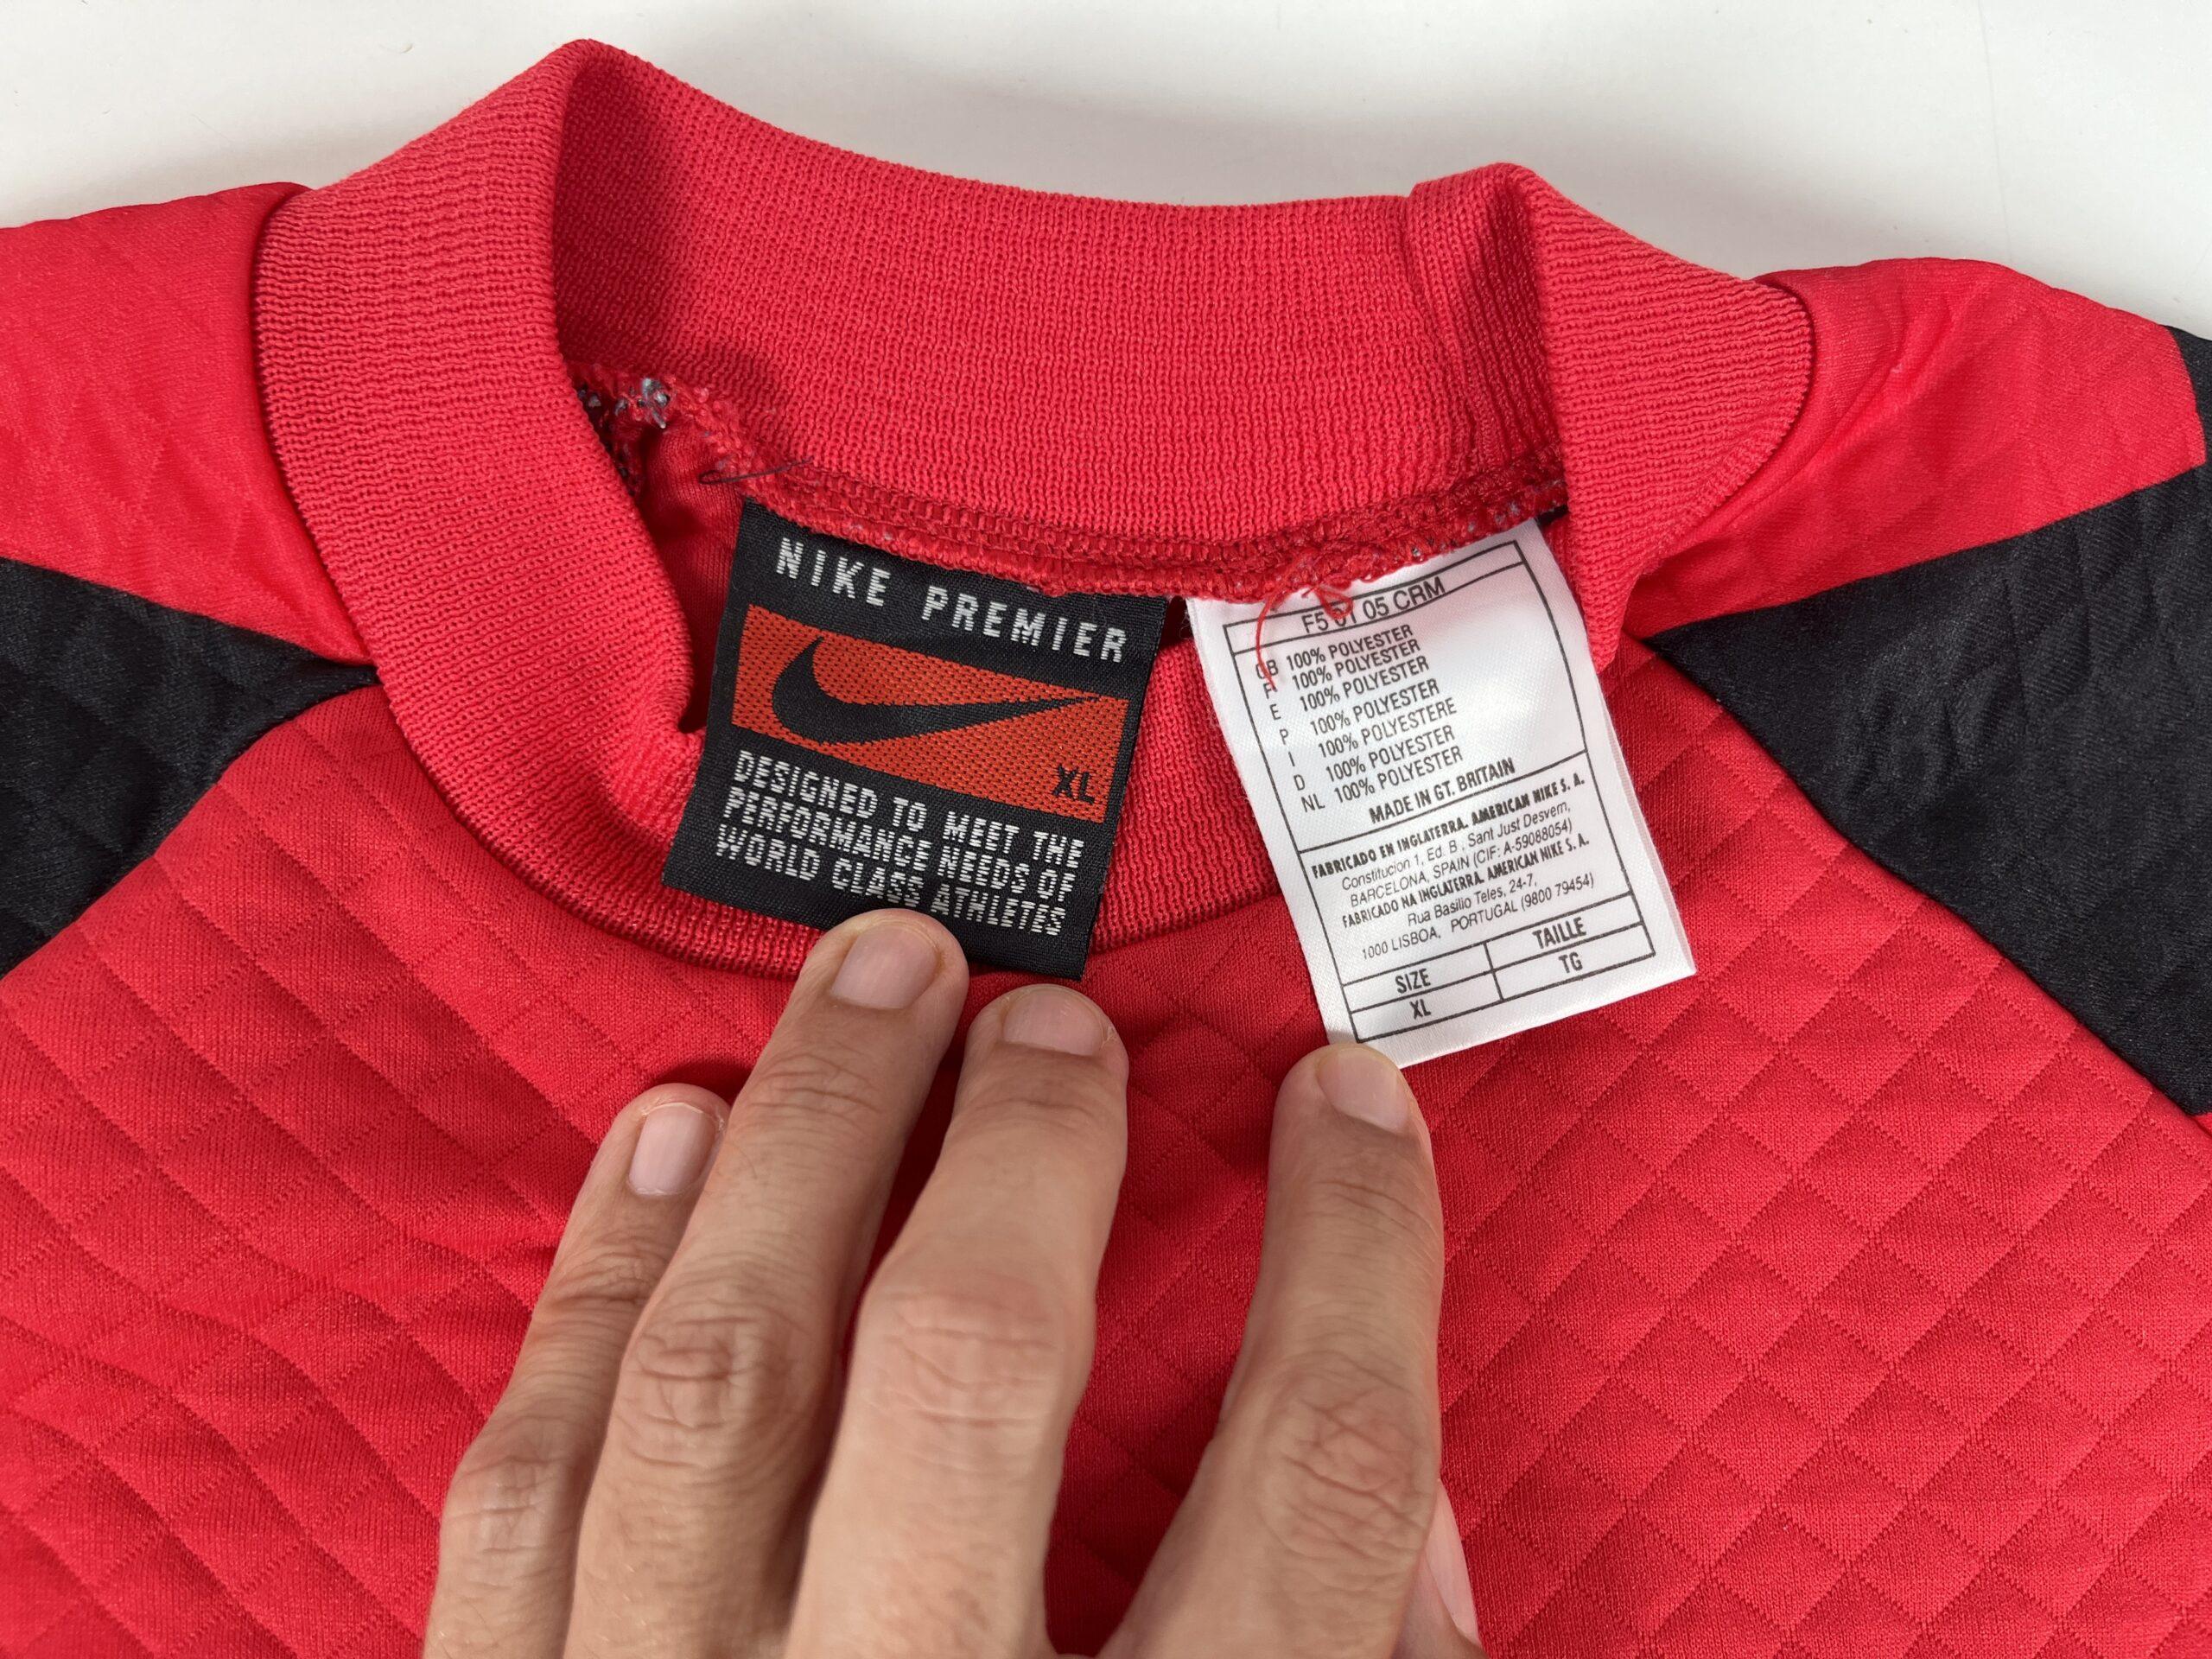 NIKE PREMIER
XL
DESIGNED TO MEET THE
PERFORMANCE NEEDS OF
WORLD CLASS ATHLETES
F5 01 05 CRM
GB 100% POLYESTER
F 100% POLYESTER
E 100% POLYESTER
P 100% POLYESTER
I 100% POLYESTERE
D 100% POLYESTER
NL 100% POLYESTER
MADE IN GT. BRITAIN
FABRICADO EN INGLATERRA. AMERICAN NIKE S. A.
Constitucion 1, Ed. B , Sant Just Desvern,
BARCELONA, SPAIN (CIF: A-59088054)
FABRICADO NA INGLATERRA. AMERICAN NIKE S. A.
Rua Basilio Teles, 24-7,
1000 LISBOA, PORTUGAL (9800 79454)
SIZE TAILLE
XL TG